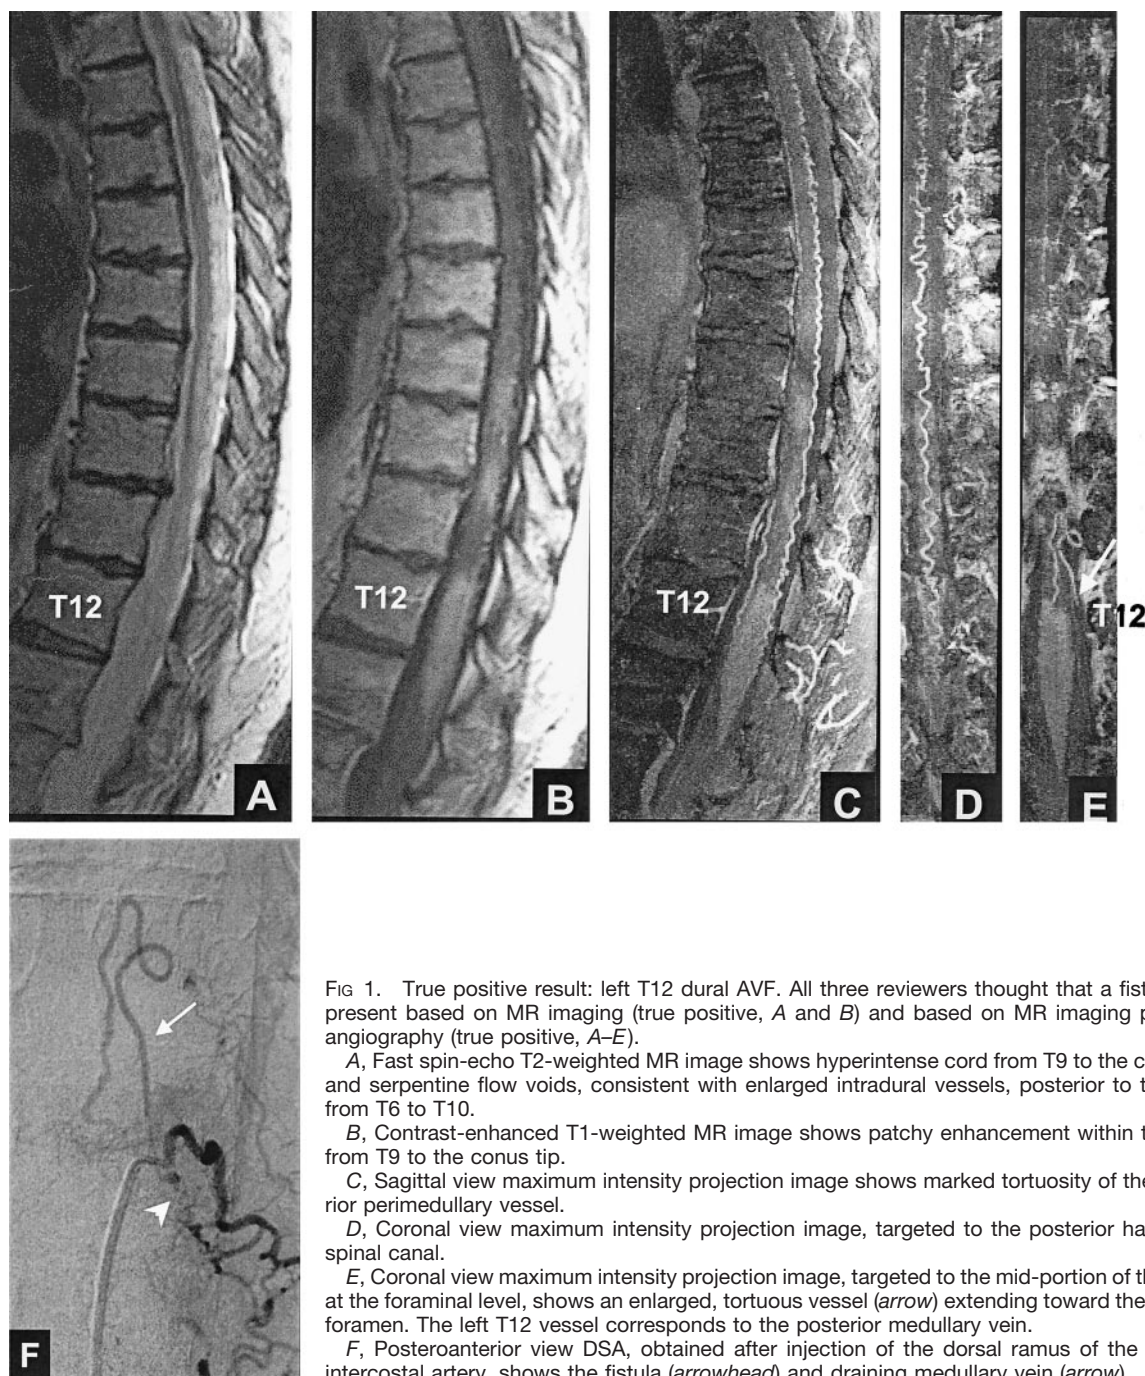 T12
A
T12
B
T12
C
D
T12
E
F
FIG 1. True positive result: left T12 dural AVF. All three reviewers thought that a fist
present based on MR imaging (true positive, A and B) and based on MR imaging p
angiography (true positive, A–E).
A, Fast spin-echo T2-weighted MR image shows hyperintense cord from T9 to the c
and serpentine flow voids, consistent with enlarged intradural vessels, posterior to t
from T6 to T10.
B, Contrast-enhanced T1-weighted MR image shows patchy enhancement within t
from T9 to the conus tip.
C, Sagittal view maximum intensity projection image shows marked tortuosity of the
rior perimedullary vessel.
D, Coronal view maximum intensity projection image, targeted to the posterior ha
spinal canal.
E, Coronal view maximum intensity projection image, targeted to the mid-portion of th
at the foraminal level, shows an enlarged, tortuous vessel (arrow) extending toward the
foramen. The left T12 vessel corresponds to the posterior medullary vein.
F, Posteroanterior view DSA, obtained after injection of the dorsal ramus of the
intercostal artery, shows the fistula (arrowhead) and draining medullary vein (arrow).